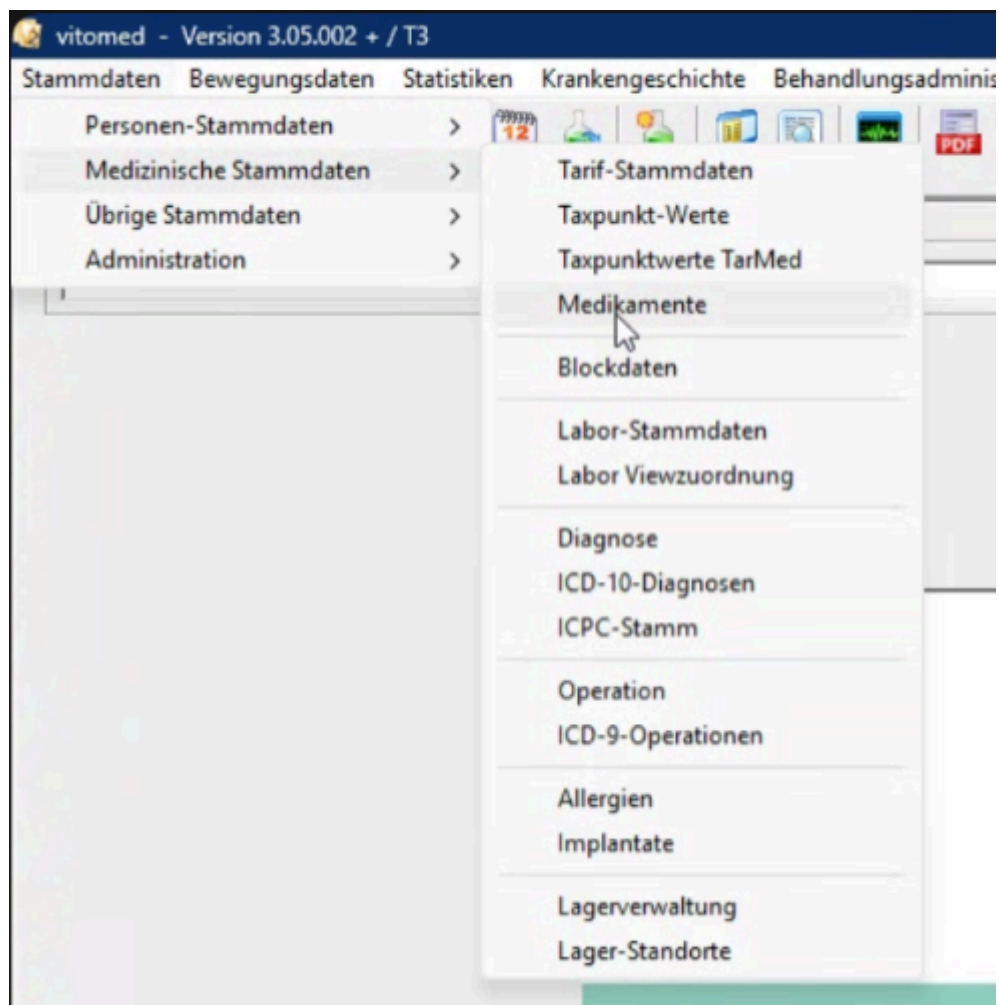 vitomed - Version 3.05.002 + / T3
Stammdaten Bewegungsdaten Statistiken Krankengeschichte
Personen-Stammdaten
12
PDF
Medizinische Stammdaten
Übrige Stammdaten
Administration
Tarif-Stammdaten
Taxpunkt-Werte
Taxpunktwerte TarMed
Medikamente
Blockdaten
Labor-Stammdaten
Labor Viewzuordnung
Diagnose
ICD-10-Diagnosen
ICPC-Stamm
Operation
ICD-9-Operationen
Allergien
Implantate
Lagerverwaltung
Lager-Standorte